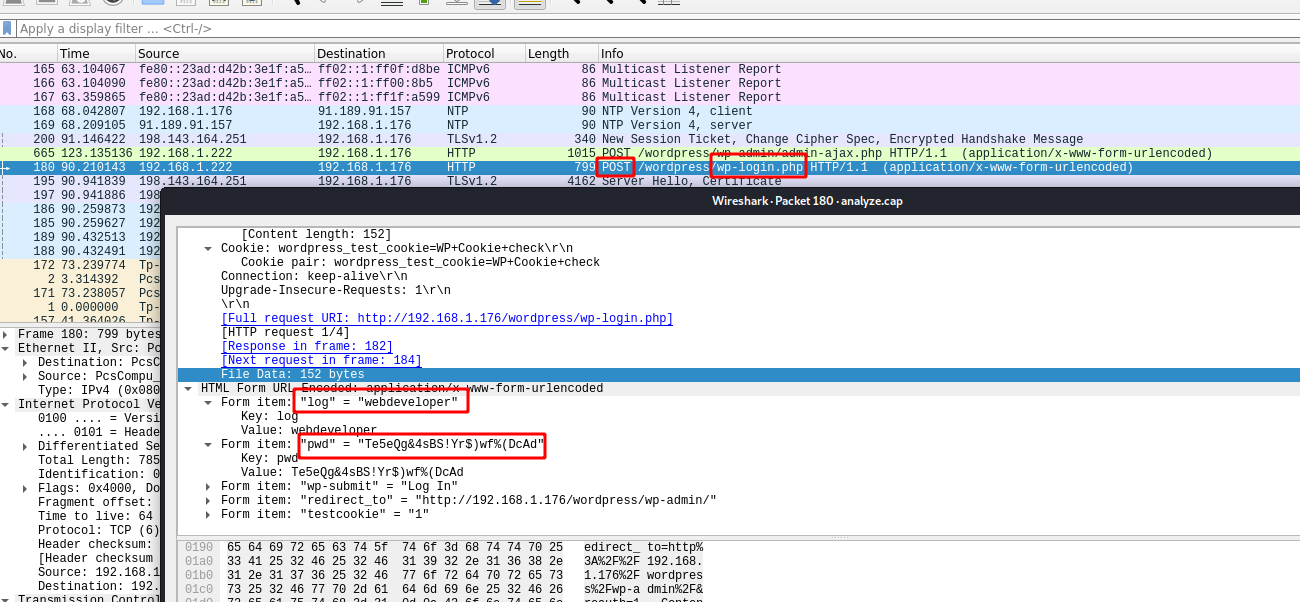 Apply a display filter … <Ctrl-/>
No. Time Source Destination Protocol Length Info
165 63.104067 fe80::23ad:d42b:3e1f:a5… ff02::1:ff0f:d8be ICMPv6 86 Multicast Listener Report
166 63.104090 fe80::23ad:d42b:3e1f:a5… ff02::1:ff00:8b5 ICMPv6 86 Multicast Listener Report
167 63.359865 fe80::23ad:d42b:3e1f:a5… ff02::1:ff1f:a599 ICMPv6 86 Multicast Listener Report
168 68.042807 192.168.1.176 91.189.91.157 NTP 90 NTP Version 4, client
169 68.209105 91.189.91.157 192.168.1.176 NTP 90 NTP Version 4, server
200 91.146422 198.143.164.251 192.168.1.176 TLSv1.2 340 New Session Ticket, Change Cipher Spec, Encrypted Handshake Message
665 123.135136 192.168.1.222 192.168.1.176 HTTP 1015 POST /wordpress/wp-admin/admin-ajax.php HTTP/1.1 (application/x-www-form-urlencoded)
180 90.210143 192.168.1.222 192.168.1.176 HTTP 799 POST /wordpress/wp-login.php HTTP/1.1 (application/x-www-form-urlencoded)
195 90.941839 198.143.164.251 192.168.1.176 TLSv1.2 4162 Server Hello, Certificate
197 90.941886 198
186 90.259873 192
185 90.259627 192
189 90.432513 192
188 90.432491 192
172 73.239774 Tp-
2 3.314392 Pcs
171 73.238057 Pcs
1 0.000000 Tp-
157 41.364026 Tp-
Frame 180: 799 bytes
Ethernet II, Src: Pc
Destination: PcsC
Source: PcsCompu_
Type: IPv4 (0x080
Internet Protocol Ve
0100 .... = Versi
.... 0101 = Heade
Differentiated Se
Total Length: 785
Identification: 0
Flags: 0x4000, Do
Fragment offset:
Time to live: 64
Protocol: TCP (6)
Header checksum:
[Header checksum
Source: 192.168.1
Destination: 192.
Transmission Control
Wireshark · Packet 180 · analyze.cap
[Content length: 152]
Cookie: wordpress_test_cookie=WP+Cookie+check\r\n
Cookie pair: wordpress_test_cookie=WP+Cookie+check
Connection: keep-alive\r\n
Upgrade-Insecure-Requests: 1\r\n
\r\n
[Full request URI: http://192.168.1.176/wordpress/wp-login.php]
[HTTP request 1/4]
[Response in frame: 182]
[Next request in frame: 184]
File Data: 152 bytes
HTML Form URL Encoded: application/x-www-form-urlencoded
Form item: "log" = "webdeveloper"
Key: log
Value: webdeveloper
Form item: "pwd" = "Te5eQg&4sBS!Yr$)wf%(DcAd"
Key: pwd
Value: Te5eQg&4sBS!Yr$)wf%(DcAd
Form item: "wp-submit" = "Log In"
Form item: "redirect_to" = "http://192.168.1.176/wordpress/wp-admin/"
Form item: "testcookie" = "1"
0190 65 64 69 72 65 63 74 5f 74 6f 3d 68 74 74 70 25 edirect_ to=http%
01a0 33 41 25 32 46 25 32 46 31 39 32 2e 31 36 38 2e 3A%2F%2F 192.168.
01b0 31 2e 31 37 36 25 32 46 77 6f 72 64 70 72 65 73 1.176%2F wordpres
01c0 73 25 32 46 77 70 2d 61 64 6d 69 6e 25 32 46 26 s%2Fwp-a dmin%2F&